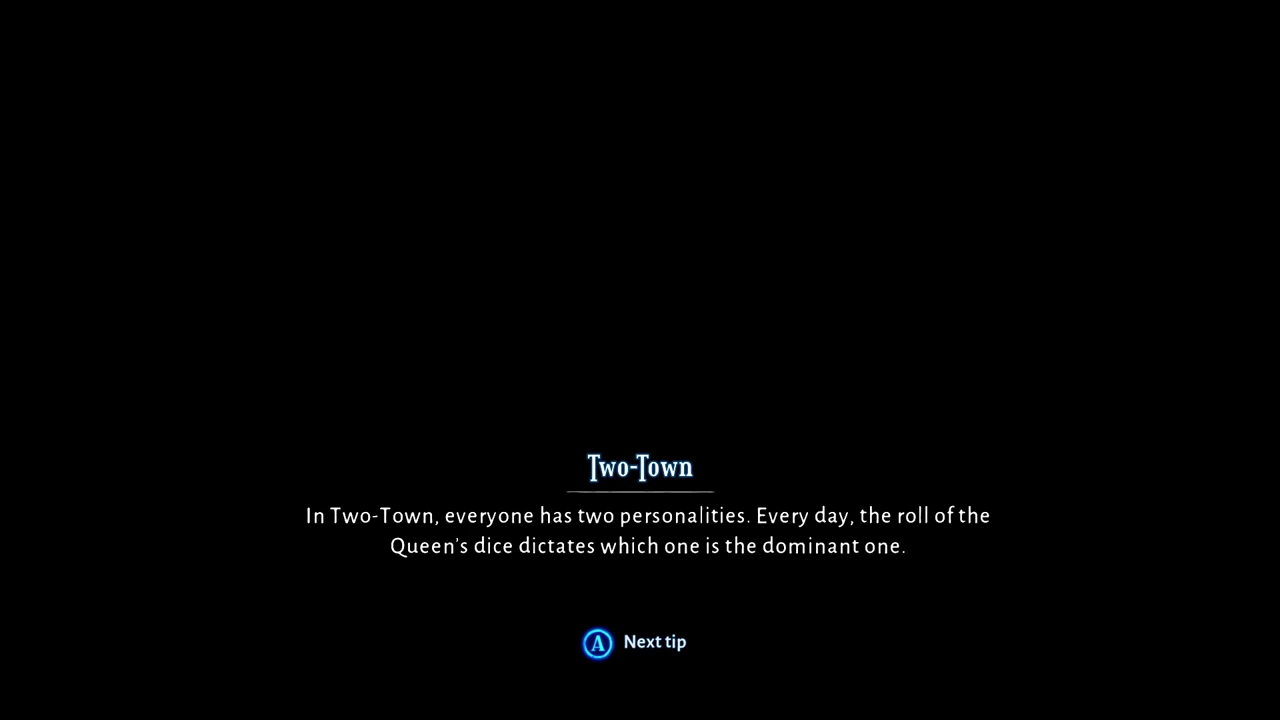 Two-Town
In Two-Town, everyone has two personalities. Every day, the roll of the
Queen's dice dictates which one is the dominant one.
A Next tip